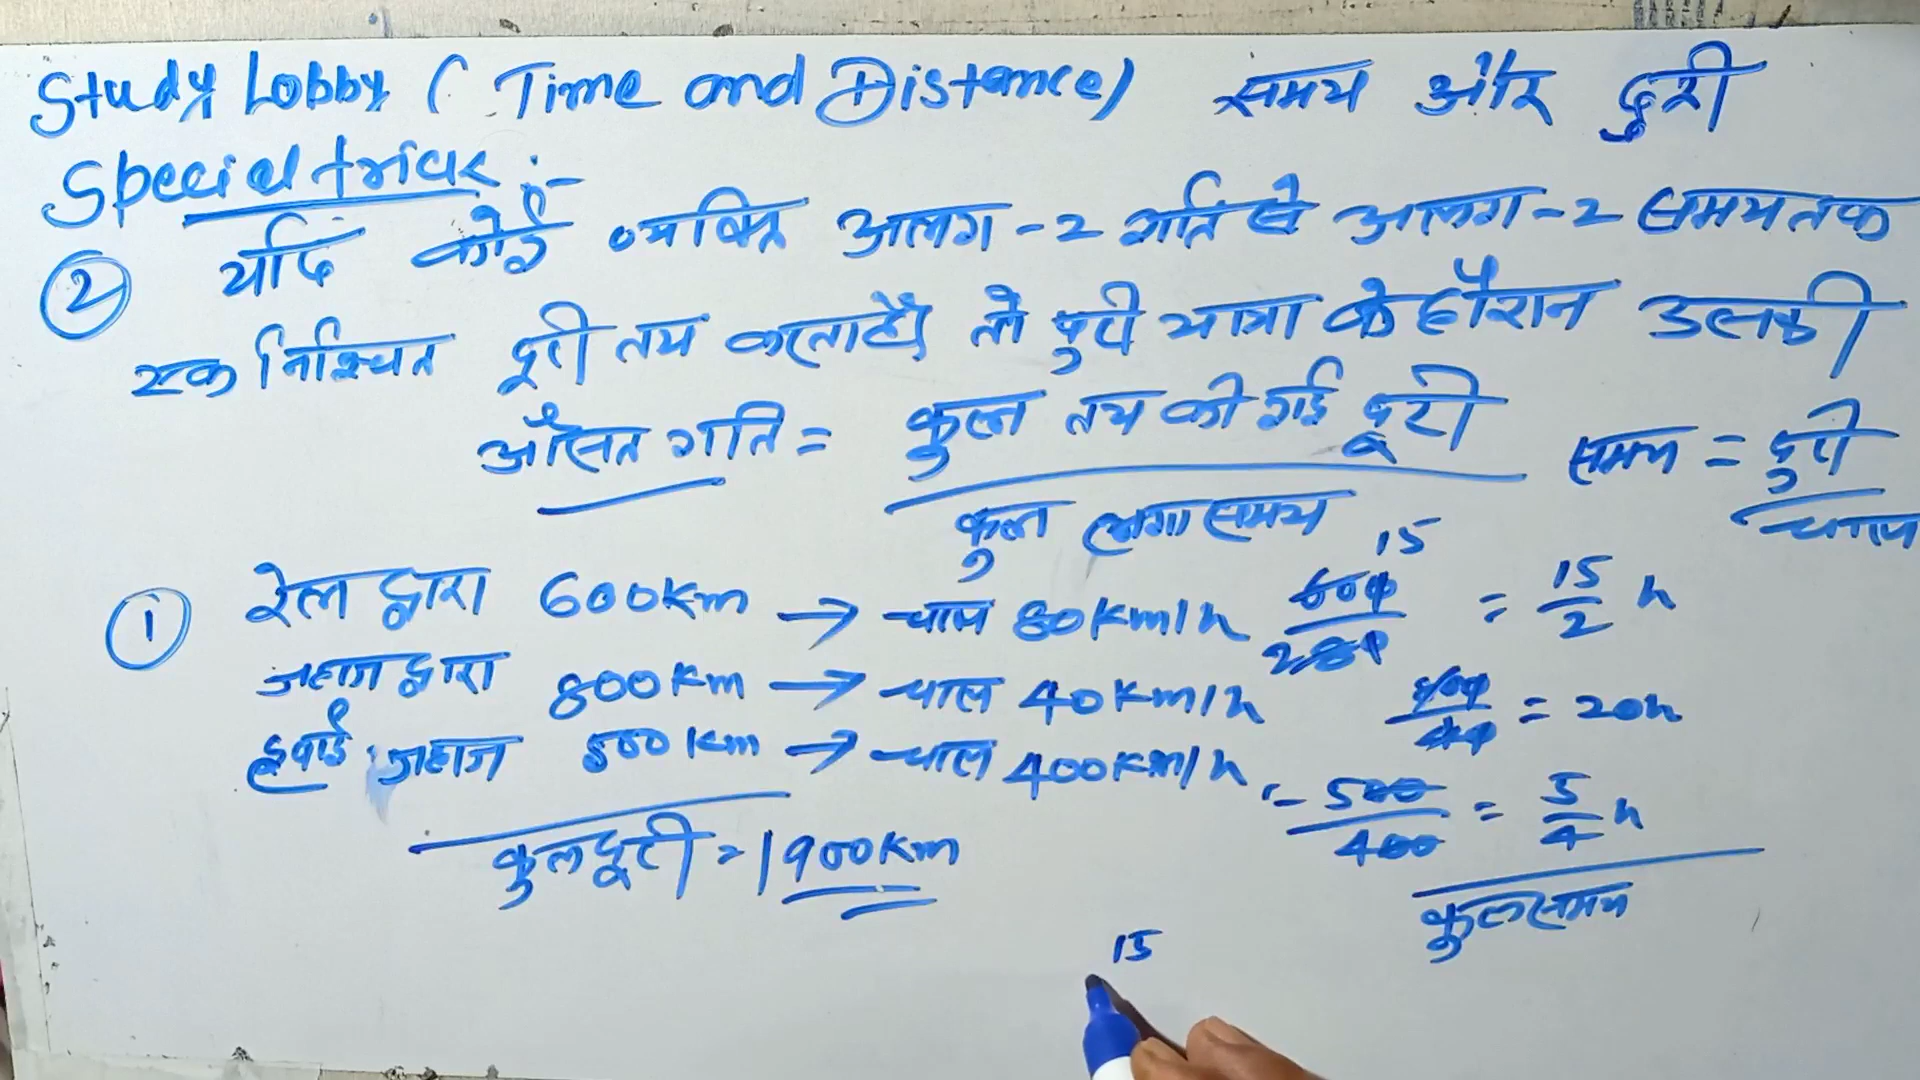 Study Lobby ( Time and Distance) समय और दुरी
Special trick :-
② यदि कोई व्यक्ति अलग-2 गति से अलग-2 समय तक
एक निश्चित दूरी तय करता है, तो पुरी यात्रा के दौरान उसकी
औसत गति = कुल तय की गई दूरी / कुल लगा समय
समय = दुरी / चाल
① रेल द्वारा 600km → चाल 80km/h 600/80 15 2 = 15/2 h
जहाज द्वारा 800km → चाल 40km/h 800/40 = 20h
हवाई जहाज 500km → चाल 400km/h = 500/400 = 5/4 h
कुल दूरी = 1900km
कुल समय
15